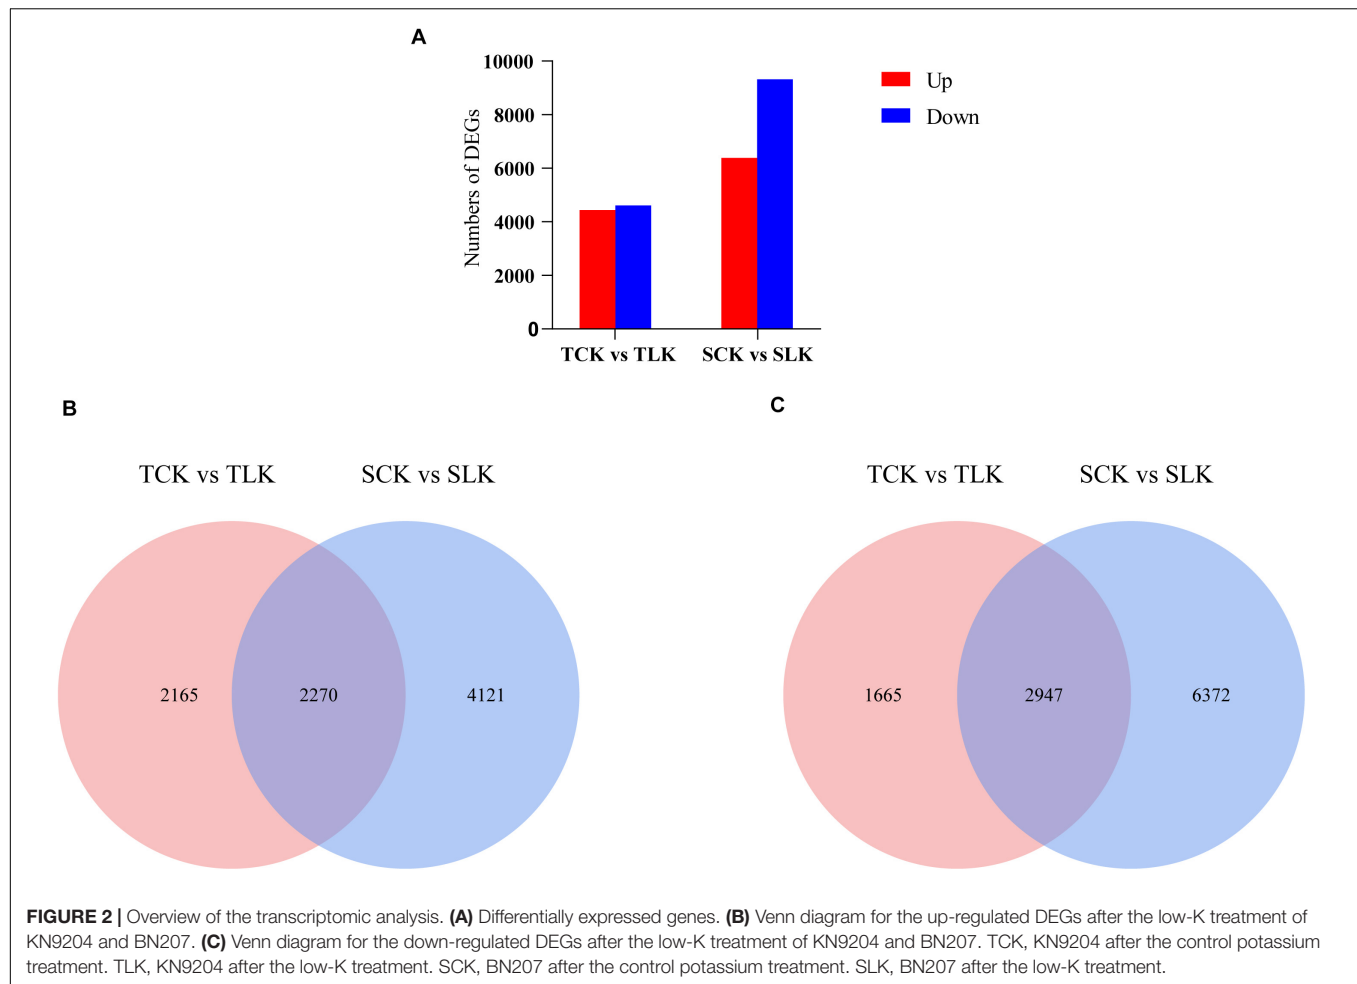 A
10000
8000
6000
4000
2000
0
Numbers of DEGs
TCK vs TLK SCK vs SLK
Up
Down
B
TCK vs TLK SCK vs SLK
2165 2270 4121
C
TCK vs TLK SCK vs SLK
1665 2947 6372
FIGURE 2 | Overview of the transcriptomic analysis. (A) Differentially expressed genes. (B) Venn diagram for the up-regulated DEGs after the low-K treatment of
KN9204 and BN207. (C) Venn diagram for the down-regulated DEGs after the low-K treatment of KN9204 and BN207. TCK, KN9204 after the control potassium
treatment. TLK, KN9204 after the low-K treatment. SCK, BN207 after the control potassium treatment. SLK, BN207 after the low-K treatment.